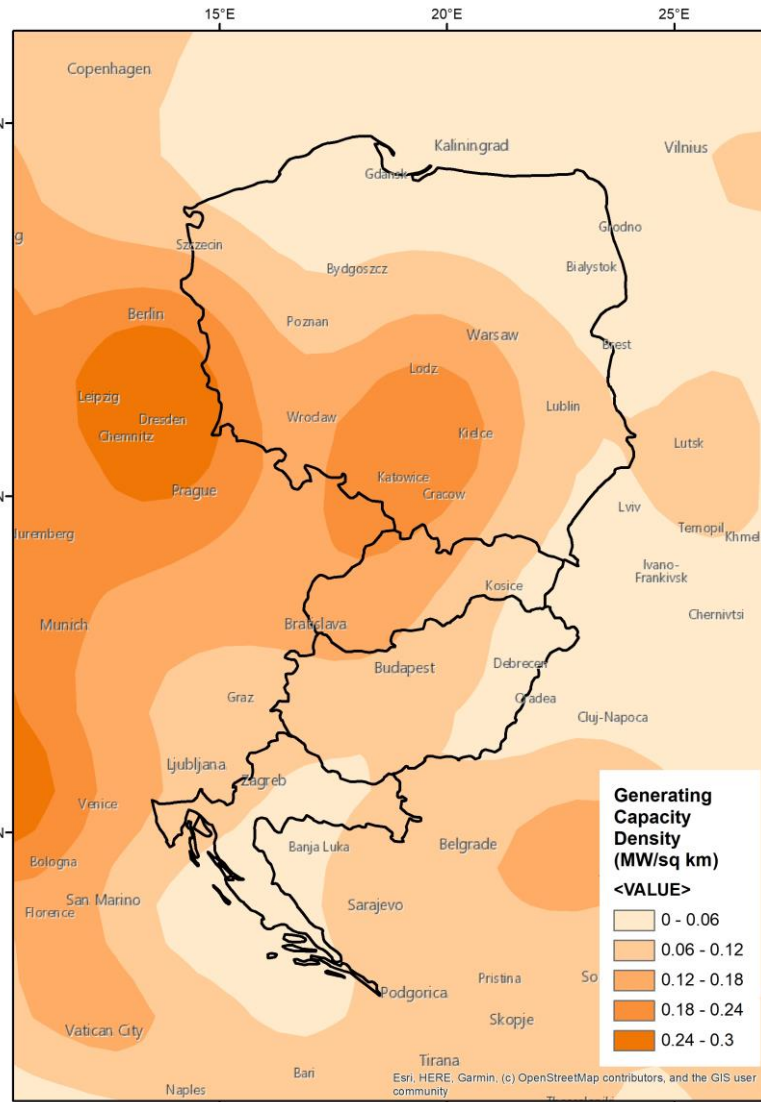 15°E
20°E
25°E
Copenhagen
N
Kaliningrad
Vilnius
Gdansk
Grodno
g
Szczecin
Bydgoszcz
Bialystok
Berlin
Poznan
Warsaw
Brest
Lodz
Leipzig
Lublin
Dresden
Wroclaw
Chemnitz
Kielce
Lutsk
Katowice
Prague
Cracow
N
Lviv
Nuremberg
Ternopil
Khmel
Ivano-
Frankivsk
Kosice
Chernivtsi
Munich
Bratislava
Budapest
Debrecen
Graz
Oradea
Cluj-Napoca
Ljubljana
Zagreb
Venice
N
Banja Luka
Belgrade
Bologna
San Marino
Sarajevo
Florence
Pristina
So
Podgorica
Skopje
Vatican City
Tirana
Bari
Naples
Generating
Capacity
Density
(MW/sq km)
<VALUE>
0 - 0.06
0.06 - 0.12
0.12 - 0.18
0.18 - 0.24
0.24 - 0.3
Esri, HERE, Garmin, (c) OpenStreetMap contributors, and the GIS user
community